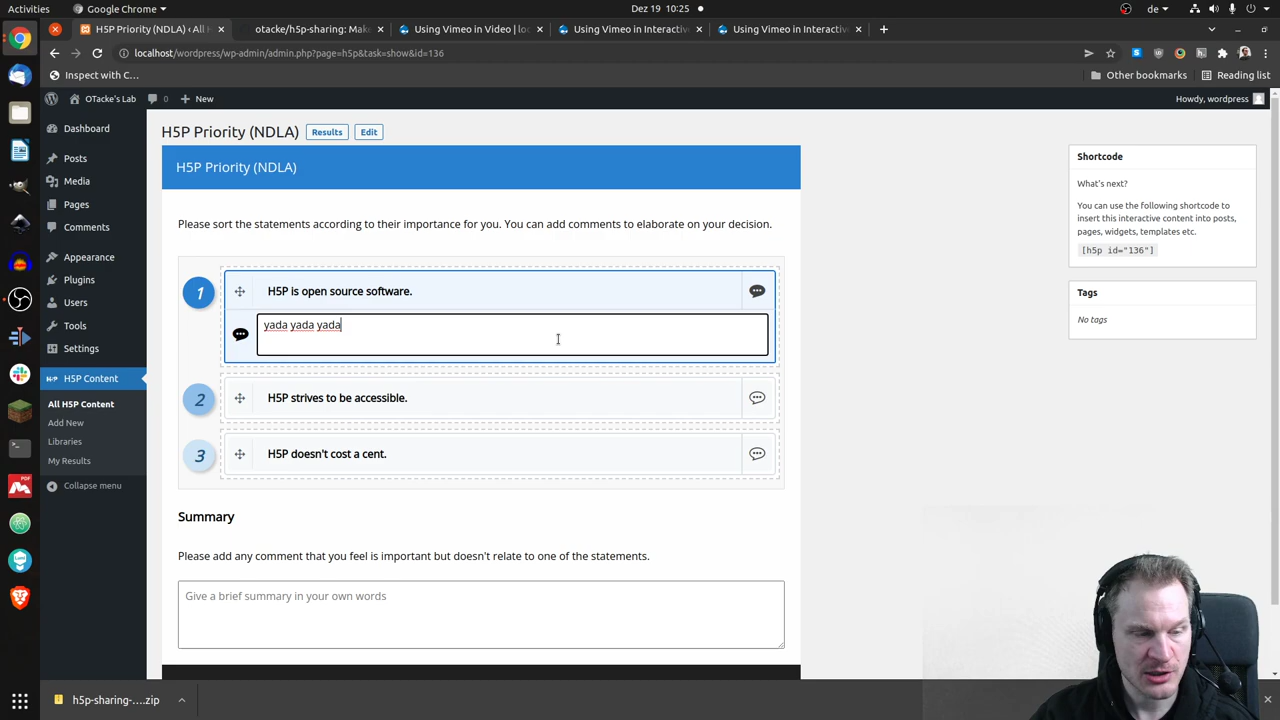 Activities
Google Chrome
Dez 19 10:25
de
H5P Priority (NDLA) ‹ All H
otacke/h5p-sharing: Make
Using Vimeo in Video | loc
Using Vimeo in Interactive
Using Vimeo in Interactive
localhost/wordpress/wp-admin/admin.php?page=h5p&task=show&id=136
Inspect with C...
Other bookmarks
Reading list
OTacke's Lab
0
New
Howdy, wordpress
Dashboard
Posts
Media
Pages
Comments
Appearance
Plugins
Users
Tools
Settings
H5P Content
All H5P Content
Add New
Libraries
My Results
Collapse menu
H5P Priority (NDLA)
Results
Edit
H5P Priority (NDLA)
Please sort the statements according to their importance for you. You can add comments to elaborate on your decision.
1
H5P is open source software.
yada yada yada
2
H5P strives to be accessible.
3
H5P doesn't cost a cent.
Summary
Please add any comment that you feel is important but doesn't relate to one of the statements.
Give a brief summary in your own words
Shortcode
What's next?
You can use the following shortcode to
insert this interactive content into posts,
pages, widgets, templates etc.
[h5p id="136"]
Tags
No tags
h5p-sharing-....zip